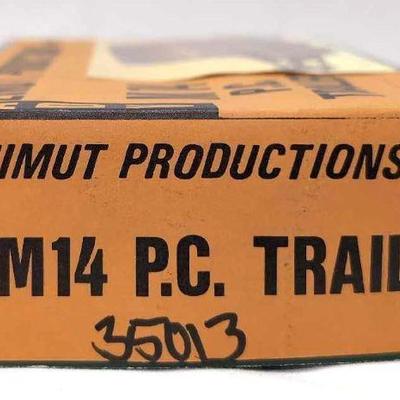 IMUT PRODUCTIONS
M14 P.C. TRAIL
35013